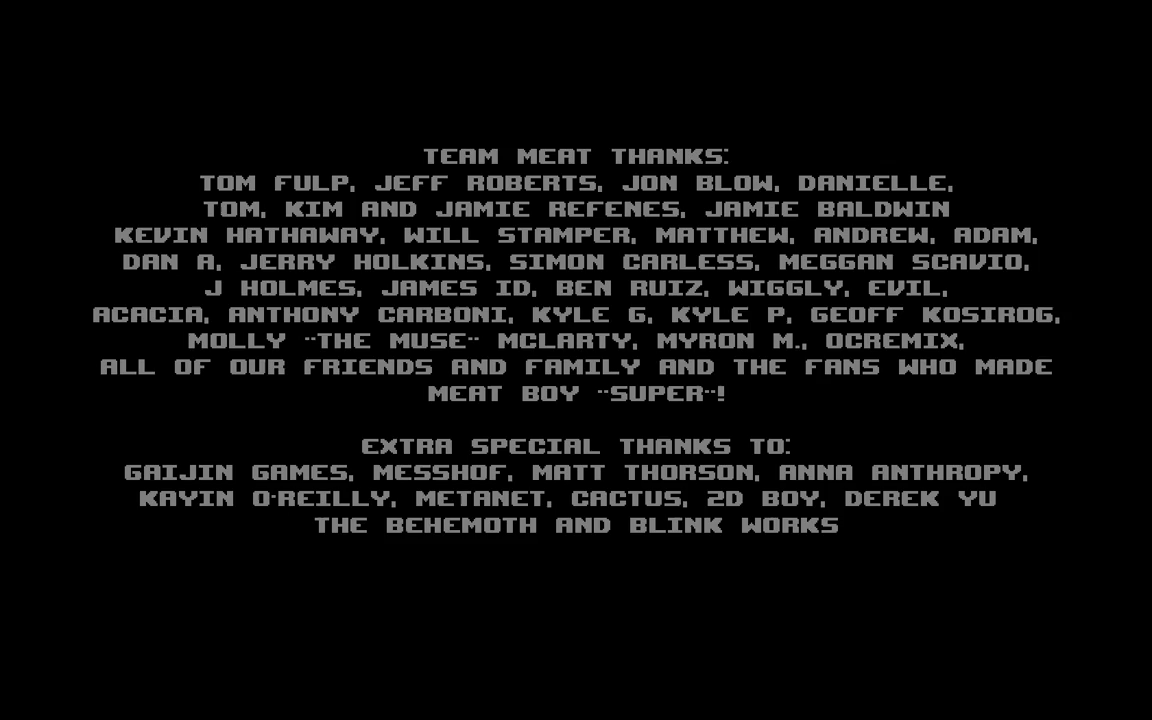 TEAM MEAT THANKS:
TOM FULP, JEFF ROBERTS, JON BLOW, DANIELLE,
TOM, KIM AND JAMIE REFENES, JAMIE BALDWIN
KEVIN HATHAWAY, WILL STAMPER, MATTHEW, ANDREW, ADAM,
DAN A, JERRY HOLKINS, SIMON CARLESS, MEGGAN SCAVIO,
J HOLMES, JAMES ID, BEN RUIZ, WIGGLY, EVIL,
ACACIA, ANTHONY CARBONI, KYLE G, KYLE P, GEOFF KOSIROG,
MOLLY "THE MUSE" MCLARTY, MYRON M., OCREMIX,
ALL OF OUR FRIENDS AND FAMILY AND THE FANS WHO MADE
MEAT BOY "SUPER"!
EXTRA SPECIAL THANKS TO:
GAIJIN GAMES, MESSHOF, MATT THORSON, ANNA ANTHROPY,
KAYIN O'REILLY, METANET, CACTUS, 2D BOY, DEREK YU
THE BEHEMOTH AND BLINK WORKS